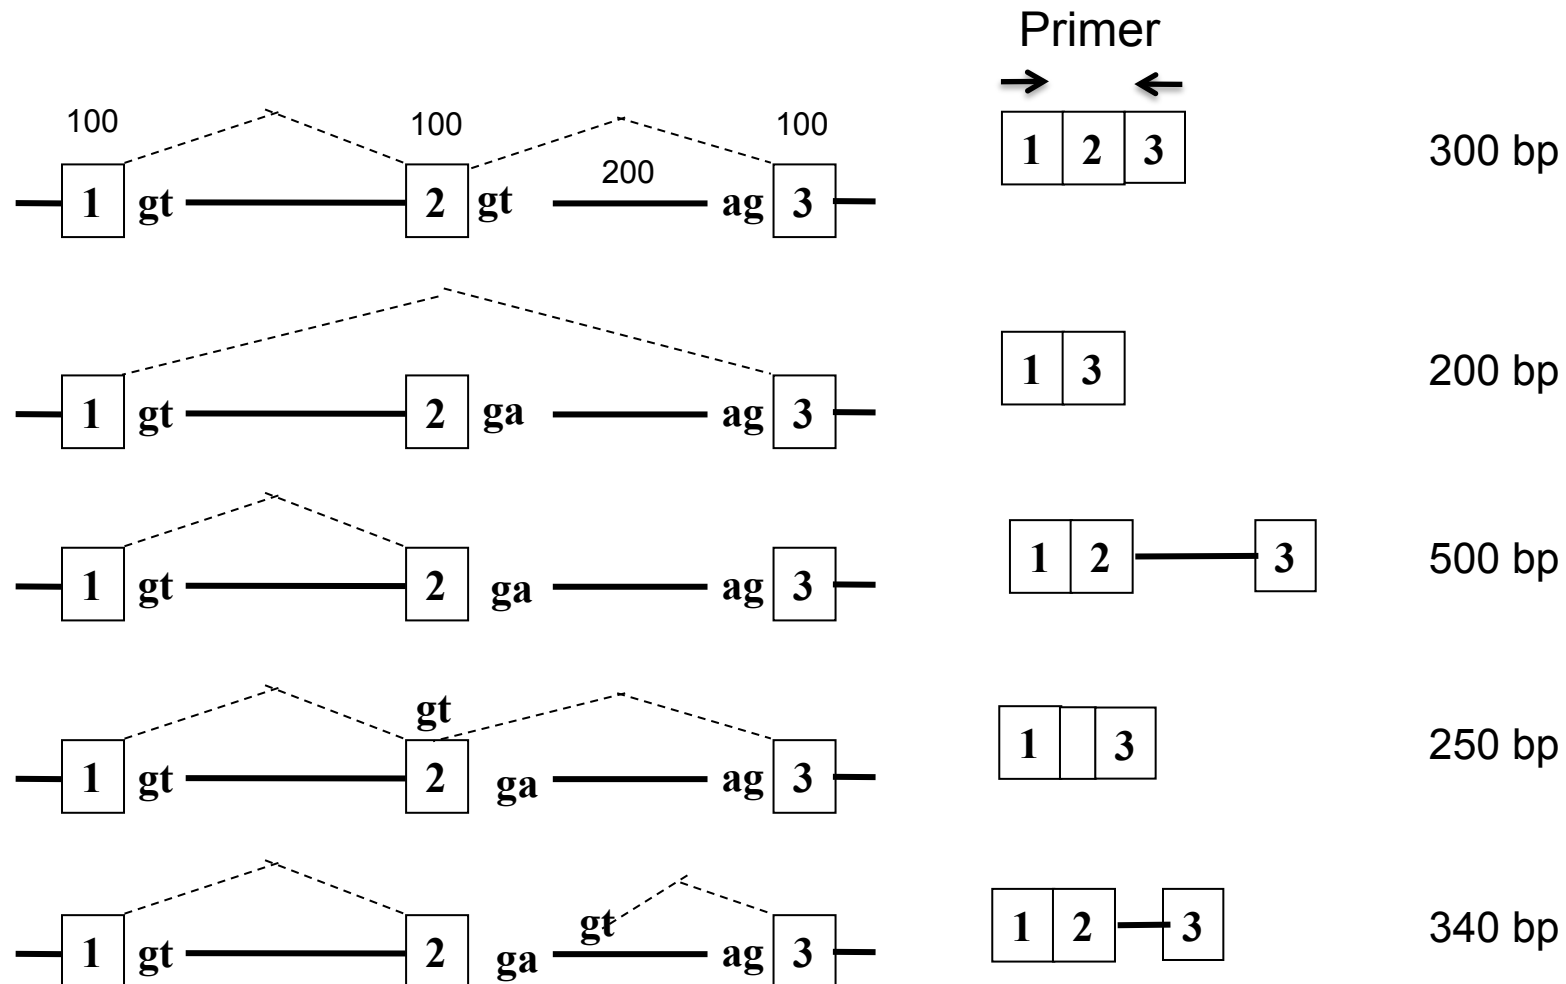 Primer
100 100 100
1 gt 2 gt 200 ag 3
1 2 3
300 bp
1 gt 2 ga ag 3
1 3
200 bp
1 gt 2 ga ag 3
1 2 3
500 bp
gt
1 gt 2 ga ag 3
1 3
250 bp
gt
1 gt 2 ga ag 3
1 2 3
340 bp